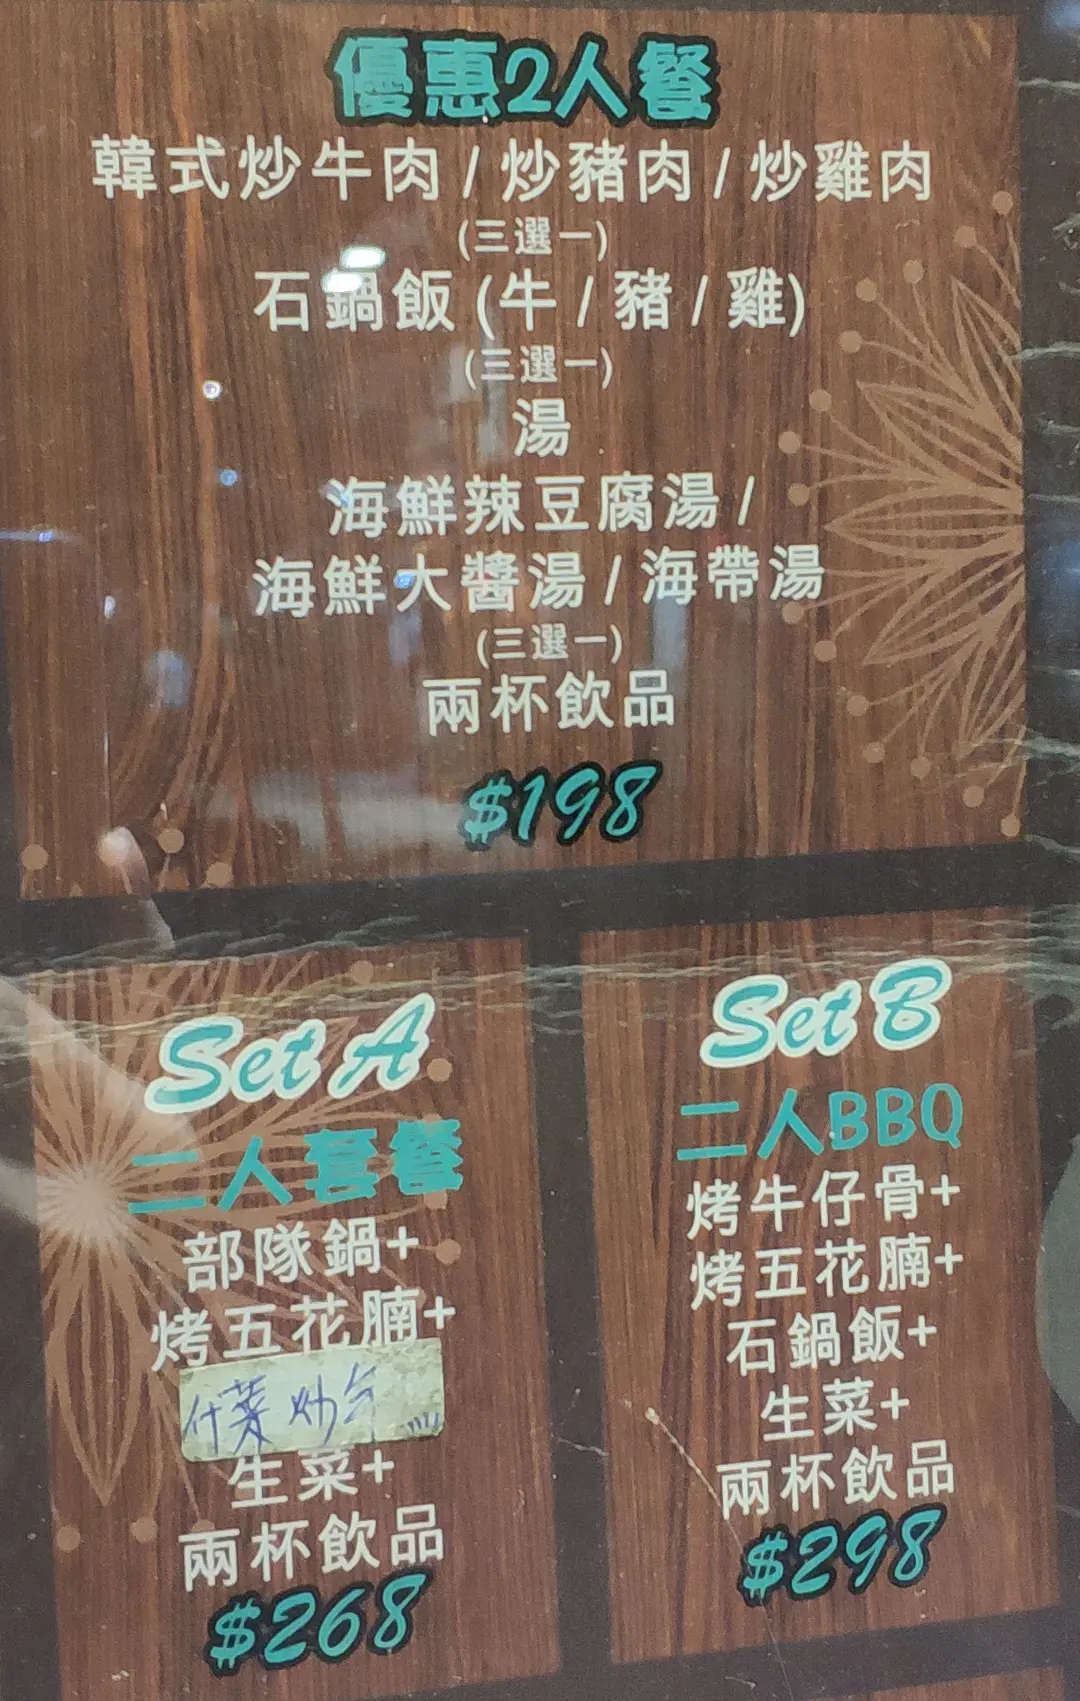 優惠2人餐
韓式炒牛肉 / 炒豬肉 / 炒雞肉
(三選一)
石鍋飯 (牛 / 豬 / 雞)
(三選一)
湯
海鮮辣豆腐湯 /
海鮮大醬湯 / 海帶湯
(三選一)
兩杯飲品
$198
Set A
二人套餐
部隊鍋+
烤五花腩+
菜 炒
生菜+
兩杯飲品
$268
Set B
二人BBQ
烤牛仔骨+
烤五花腩+
石鍋飯+
生菜+
兩杯飲品
$298